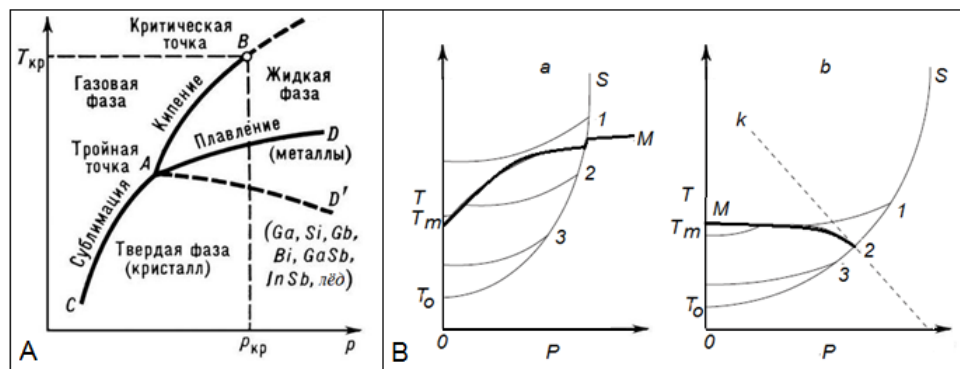 Критическая
точка
B
Tкр
Газовая
фаза
Жидкая
фаза
Кипение
Плавление
D
(металлы)
Тройная
точка
A
D'
Сублимация
Твердая фаза
(кристалл)
(Ga, Si, Gb,
Bi, GaSb,
InSb, лёд)
C
A
pкр
p
a
S
1
M
2
T
Tm
3
To
0
P
B
b
S
k
T
M
Tm
1
2
3
To
0
P